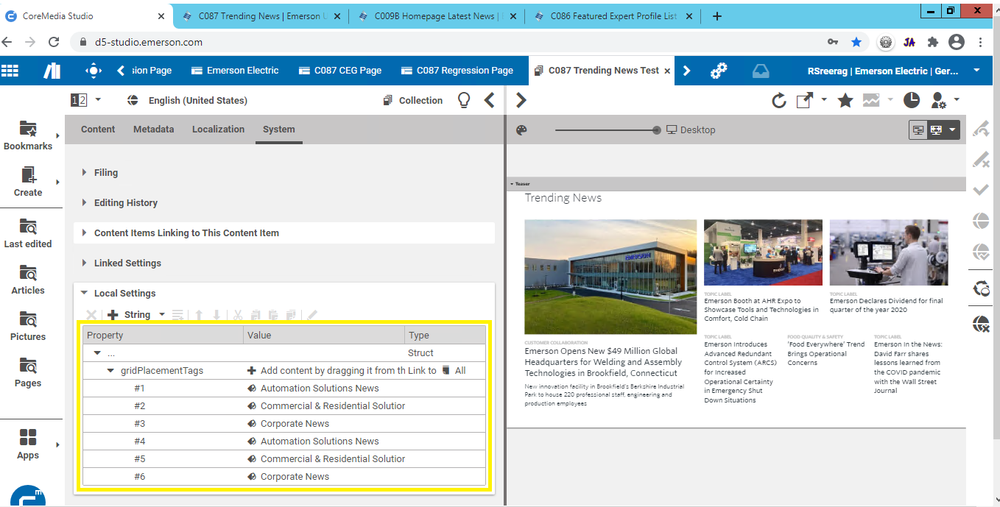 CoreMedia Studio
C087 Trending News | Emerson U
C009B Homepage Latest News |
C086 Featured Expert Profile List
d5-studio.emerson.com
JA
sion Page
Emerson Electric
C087 CEG Page
C087 Regression Page
C087 Trending News Test
RSreerag | Emerson Electric | Ger...
12
English (United States)
Collection
Content
Metadata
Localization
System
Desktop
Bookmarks
Create
Last edited
Articles
Pictures
Pages
Apps
Filing
Editing History
Content Items Linking to This Content Item
Linked Settings
Local Settings
String
Property Value Type
... Struct
gridPlacementTags Add content by dragging it from th Link to All
#1 Automation Solutions News
#2 Commercial & Residential Solution
#3 Corporate News
#4 Automation Solutions News
#5 Commercial & Residential Solution
#6 Corporate News
Teaser
Trending News
EMERSON
CUSTOMER COLLABORATION
Emerson Opens New $49 Million Global
Headquarters for Welding and Assembly
Technologies in Brookfield, Connecticut
New innovation facility in Brookfield's Berkshire Industrial
Park to house 220 professional staff, engineering and
production employees
TOPIC LABEL
Emerson Booth at AHR Expo to
Showcase Tools and Technologies in
Comfort, Cold Chain
TOPIC LABEL
Emerson Declares Dividend for final
quarter of the year 2020
TOPIC LABEL
Emerson Introduces
Advanced Redundant
Control System (ARCS)
for Increased
Operational Certainty
in Emergency Shut
Down Situations
FOOD QUALITY & SAFETY
'Food Everywhere' Trend
Brings Operational
Concerns
TOPIC LABEL
Emerson In the News:
David Farr shares
lessons learned from
the COVID pandemic
with the Wall Street
Journal